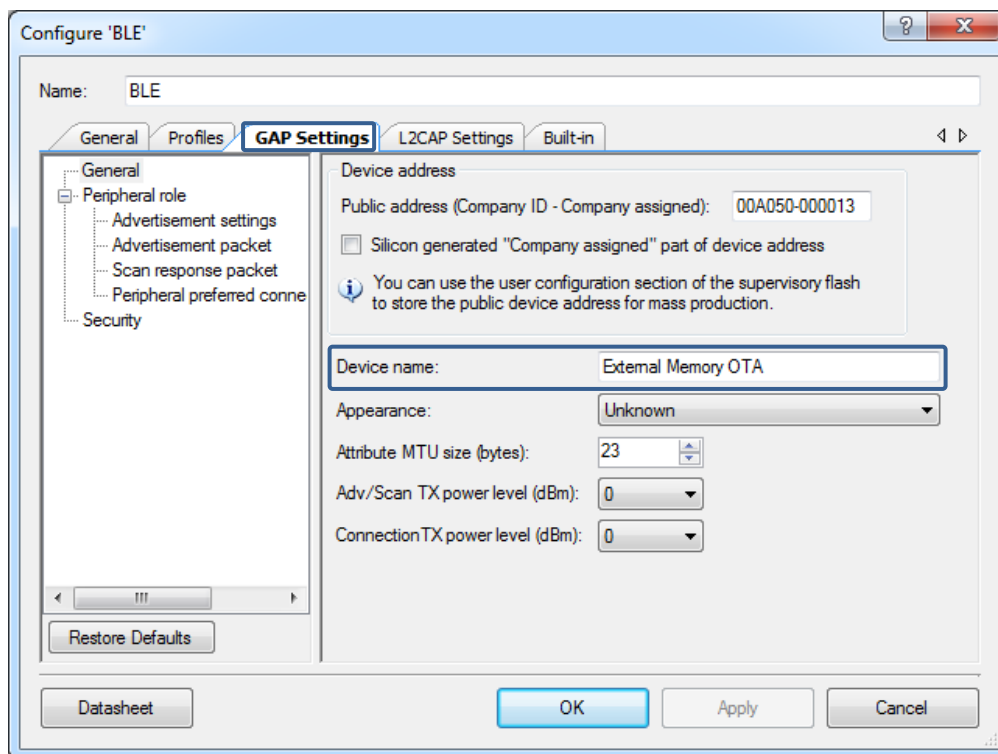 Configure 'BLE'
Name: BLE
General Profiles GAP Settings L2CAP Settings Built-in
General
Peripheral role
Advertisement settings
Advertisement packet
Scan response packet
Peripheral preferred conne
Security
Restore Defaults
Device address
Public address (Company ID - Company assigned): 00A050-000013
Silicon generated "Company assigned" part of device address
You can use the user configuration section of the supervisory flash
to store the public device address for mass production.
Device name: External Memory OTA
Appearance: Unknown
Attribute MTU size (bytes): 23
Adv/Scan TX power level (dBm): 0
ConnectionTX power level (dBm): 0
Datasheet OK Apply Cancel